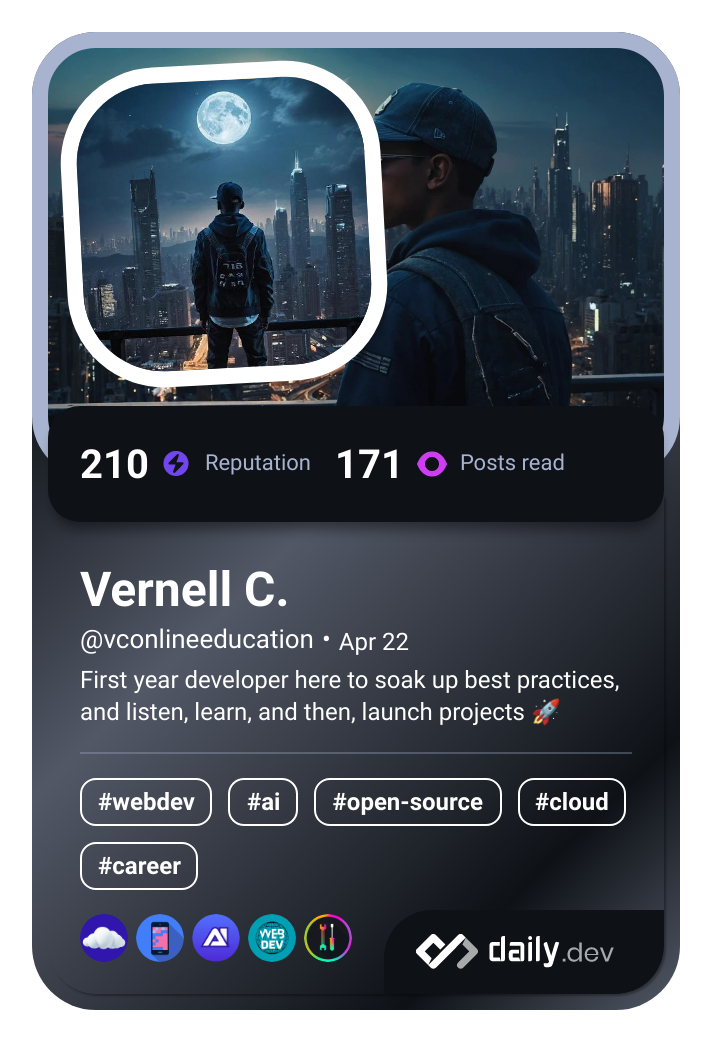 210 Reputation 171 Posts read
Vernell C.
@vconlineeducation • Apr 22
First year developer here to soak up best practices,
and listen, learn, and then, launch projects 🚀
#webdev #ai #open-source #cloud
#career
AI WEB DEV daily.dev